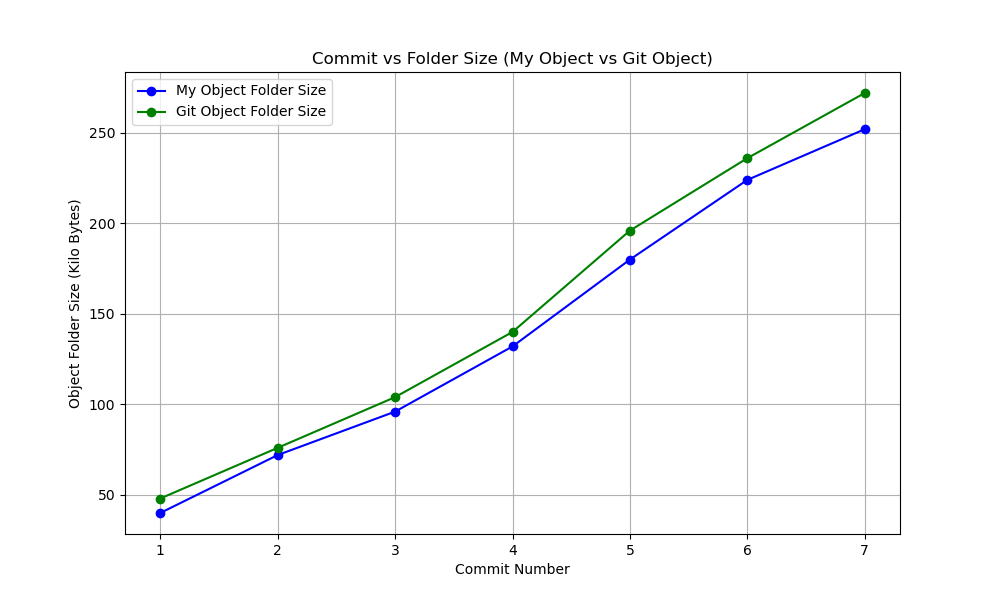 Commit vs Folder Size (My Object vs Git Object)
My Object Folder Size
Git Object Folder Size
Object Folder Size (Kilo Bytes)
250
200
150
100
50
1 2 3 4 5 6 7
Commit Number